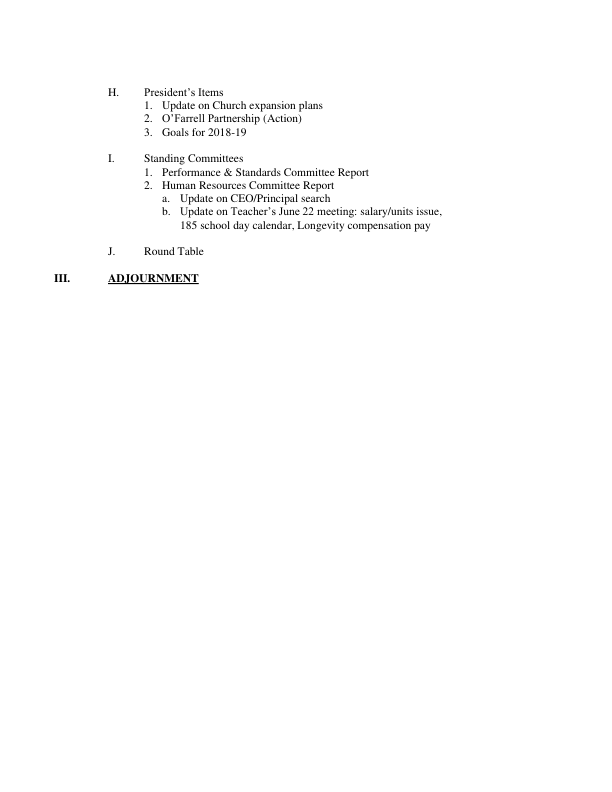 H. President’s Items
1. Update on Church expansion plans
2. O’Farrell Partnership (Action)
3. Goals for 2018-19
I. Standing Committees
1. Performance & Standards Committee Report
2. Human Resources Committee Report
a. Update on CEO/Principal search
b. Update on Teacher’s June 22 meeting: salary/units issue,
185 school day calendar, Longevity compensation pay
J. Round Table
III. ADJOURNMENT